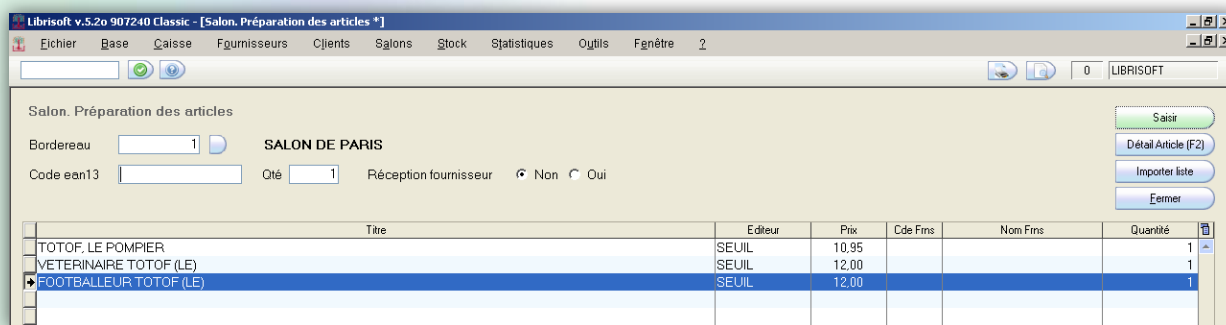 Librisoft v.5.2o 907240 Classic - [Salon. Préparation des articles *]
Fichier Base Caisse Fournisseurs Clients Salons Stock Statistiques Outils Fenêtre ?
0 LIBRISOFT
Salon. Préparation des articles
Saisir
Bordereau 1 SALON DE PARIS
Détail Article (F2)
Code ean13 Qté 1 Réception fournisseur Non Oui
Importer liste
Fermer
Titre Editeur Prix Cde Frns Nom Frns Quantité
TOTOF, LE POMPIER SEUIL 10,95 1
VETERINAIRE TOTOF (LE) SEUIL 12,00 1
FOOTBALLEUR TOTOF (LE) SEUIL 12,00 1